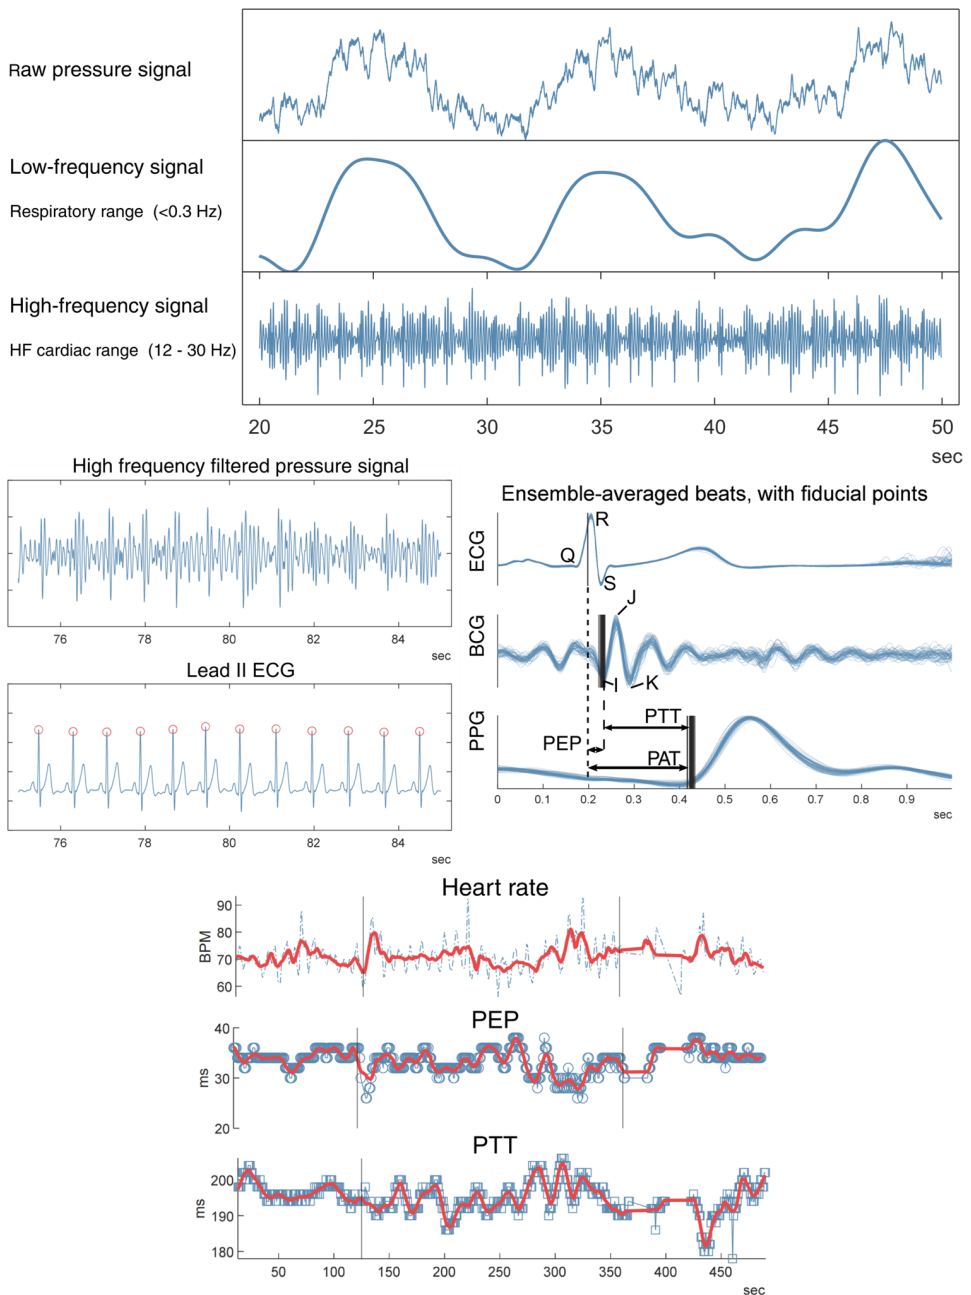 Raw pressure signal
Low-frequency signal
Respiratory range (<0.3 Hz)
High-frequency signal
HF cardiac range (12 - 30 Hz)
20 25 30 35 40 45 50
sec
High frequency filtered pressure signal
76 78 80 82 84
sec
Lead II ECG
76 78 80 82 84
sec
Ensemble-averaged beats, with fiducial points
ECG
R
Q
S
BCG
J
I
K
PPG
PTT
PEP
PAT
0 0.1 0.2 0.3 0.4 0.5 0.6 0.7 0.8 0.9
sec
Heart rate
BPM
90
80
70
60
PEP
ms
40
30
20
PTT
ms
200
190
180
50 100 150 200 250 300 350 400 450
sec